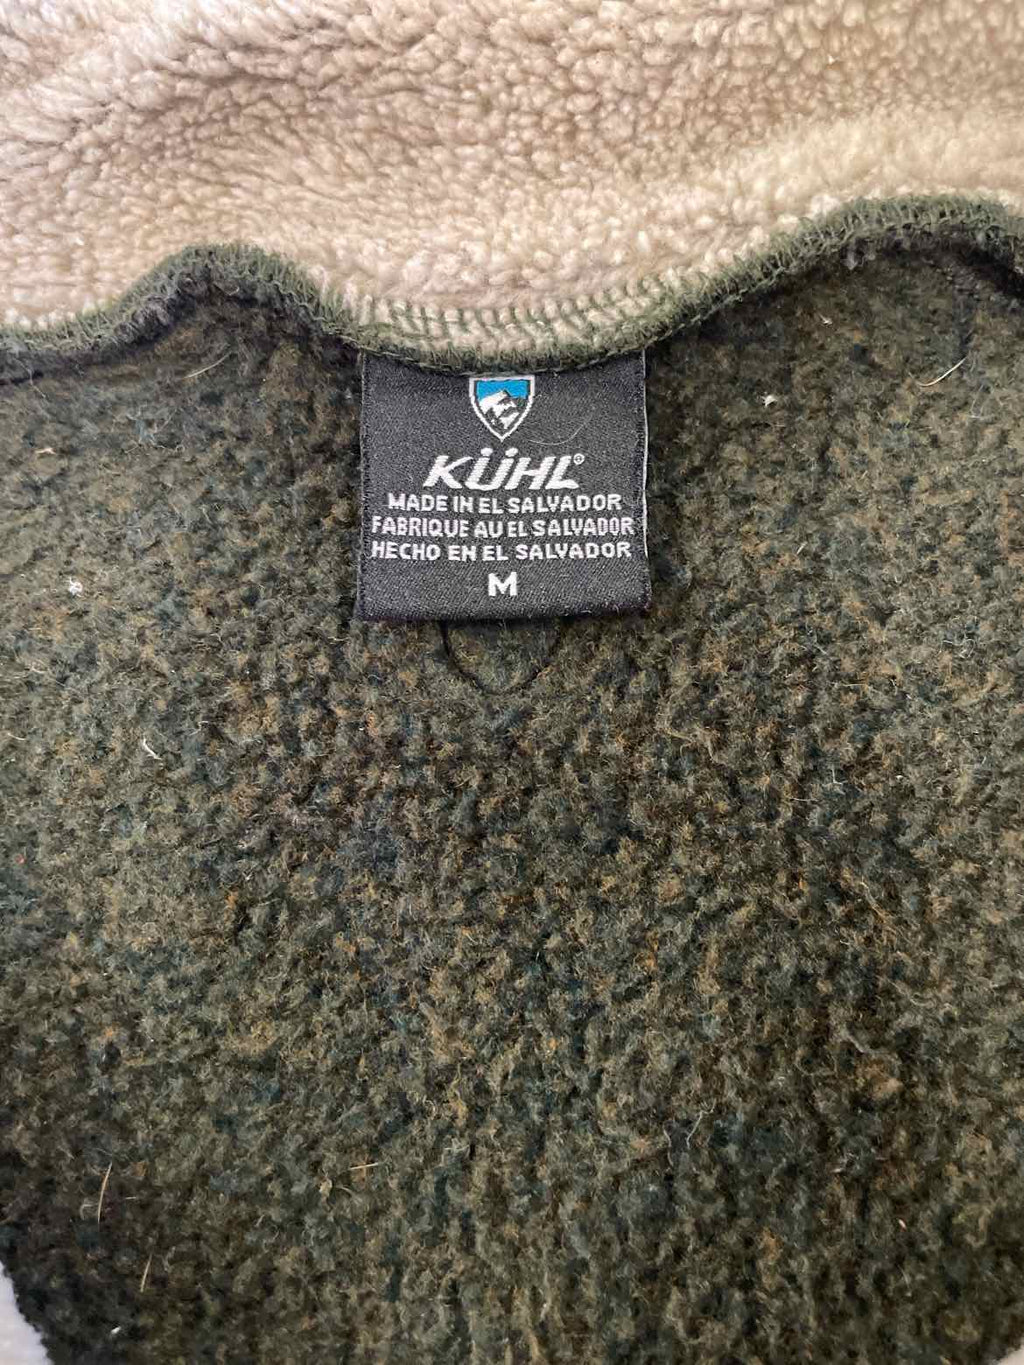 KÜHL®
MADE IN EL SALVADOR
FABRIQUE AU EL SALVADOR
HECHO EN EL SALVADOR
M